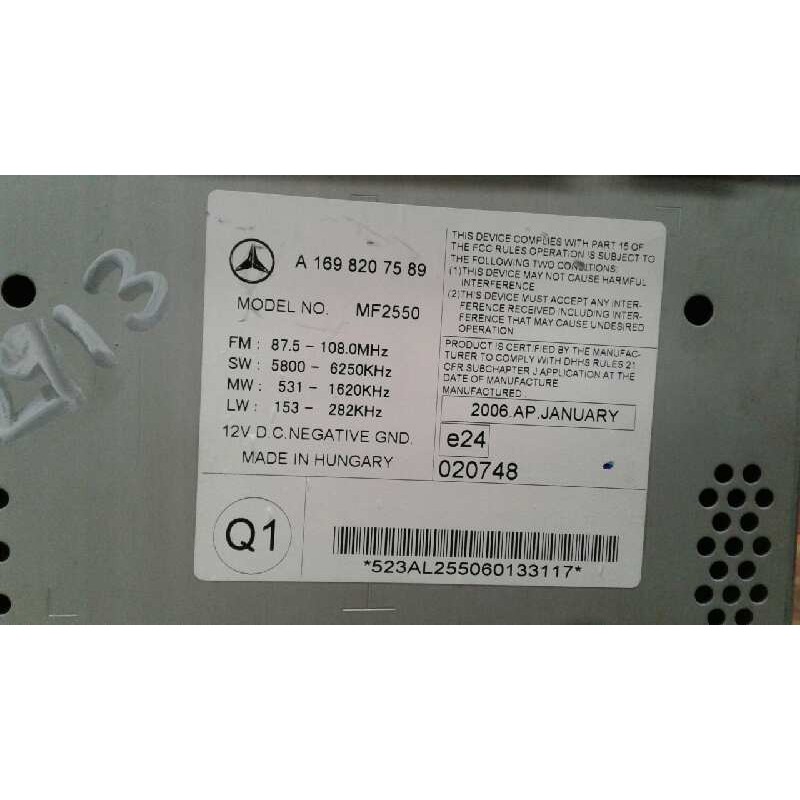 2913
A 169 820 75 89
MODEL NO. MF2550
FM : 87.5 - 108.0MHz
SW : 5800 - 6250KHz
MW : 531 - 1620KHz
LW : 153 - 282KHz
12V D.C.NEGATIVE GND.
MADE IN HUNGARY
THIS DEVICE COMPLIES WITH PART 15 OF
THE FCC RULES OPERATION IS SUBJECT TO
THE FOLLOWING TWO CONDITIONS:
(1)THIS DEVICE MAY NOT CAUSE HARMFUL
INTERFERENCE
(2)THIS DEVICE MUST ACCEPT ANY INTER-
FERENCE RECEIVED INCLUDING INTER-
FERENCE THAT MAY CAUSE UNDESIRED
OPERATION
PRODUCT IS CERTIFIED BY THE MANUFAC-
TURER TO COMPLY WITH DHHS RULES 21
CFR.SUBCHAPTER J APPLICATION AT THE
DATE OF MANUFACTURE
MANUFACTURED
2006.AP.JANUARY
e24
020748
Q1
*523AL255060133117*